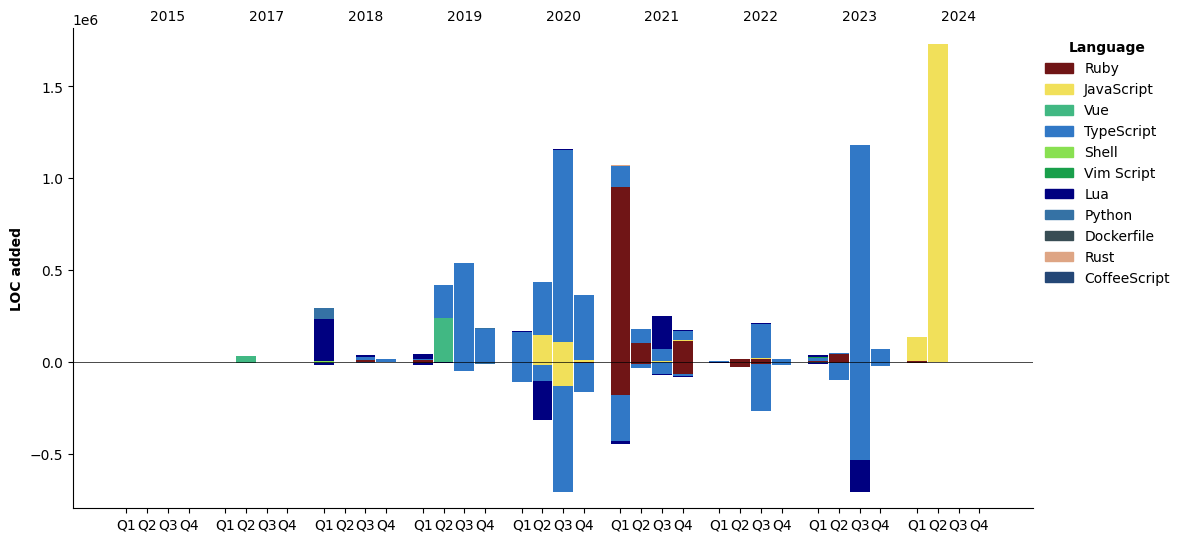 1e6
2015 2017 2018 2019 2020 2021 2022 2023 2024
LOC added
1.5
1.0
0.5
0.0
−0.5
Q1 Q2 Q3 Q4 Q1 Q2 Q3 Q4 Q1 Q2 Q3 Q4 Q1 Q2 Q3 Q4 Q1 Q2 Q3 Q4 Q1 Q2 Q3 Q4 Q1 Q2 Q3 Q4 Q1 Q2 Q3 Q4 Q1 Q2 Q3 Q4
Language
Ruby
JavaScript
Vue
TypeScript
Shell
Vim Script
Lua
Python
Dockerfile
Rust
CoffeeScript